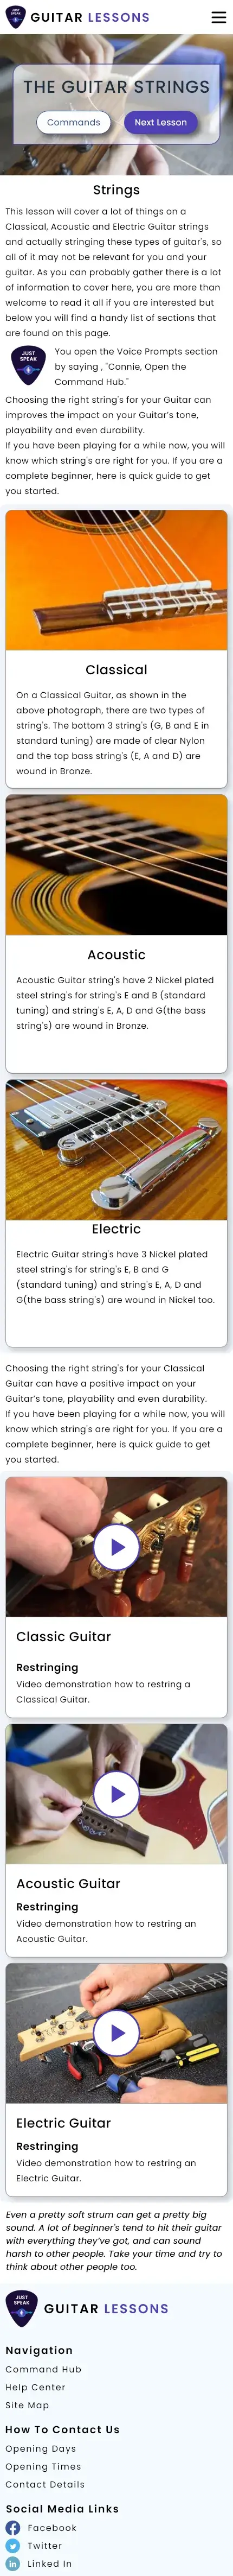 JUST
SPEAK
GUITAR LESSONS
THE GUITAR STRINGS
Commands
Next Lesson
Strings
This lesson will cover a lot of things on a
Classical, Acoustic and Electric Guitar strings
and actually stringing these types of guitar's, so
all of it may not be relevant for you and your
guitar. As you can probably gather there is a lot
of information to cover here, you are more than
welcome to read it all if you are interested but
below you will find a handy list of sections that
are found on this page.
JUST
SPEAK
You open the Voice Prompts section
by saying , "Connie, Open the
Command Hub."
Choosing the right string's for your Guitar can
improves the impact on your Guitar's tone,
playability and even durability.
If you have been playing for a while now, you will
know which string's are right for you. If you are a
complete beginner, here is quick guide to get
you started.
Classical
On a Classical Guitar, as shown in the
above photograph, there are two types of
string's. The bottom 3 string's (G, B and E in
standard tuning) are made of clear Nylon
and the top bass string's (E, A and D) are
wound in Bronze.
Acoustic
Acoustic Guitar string's have 2 Nickel plated
steel string's for string's E and B (standard
tuning) and string's E, A, D and G(the bass
string's) are wound in Bronze.
Electric
Electric Guitar string's have 3 Nickel plated
steel string's for string's E, B and G
(standard tuning) and string's E, A, D and
G(the bass string's) are wound in Nickel too.
Choosing the right string's for your Classical
Guitar can have a positive impact on your
Guitar's tone, playability and even durability.
If you have been playing for a while now, you will
know which string's are right for you. If you are a
complete beginner, here is quick guide to get
you started.
Classic Guitar
Restringing
Video demonstration how to restring a
Classical Guitar.
Acoustic Guitar
Restringing
Video demonstration how to restring an
Acoustic Guitar.
Electric Guitar
Restringing
Video demonstration how to restring an
Electric Guitar.
Even a pretty soft strum can get a pretty big
sound. A lot of beginner's tend to hit their guitar
with everything they've got, and can sound
harsh to other people. Take your time and try to
think about other people too.
JUST
SPEAK
GUITAR LESSONS
Navigation
Command Hub
Help Center
Site Map
How To Contact Us
Opening Days
Opening Times
Contact Details
Social Media Links
Facebook
Twitter
Linked In